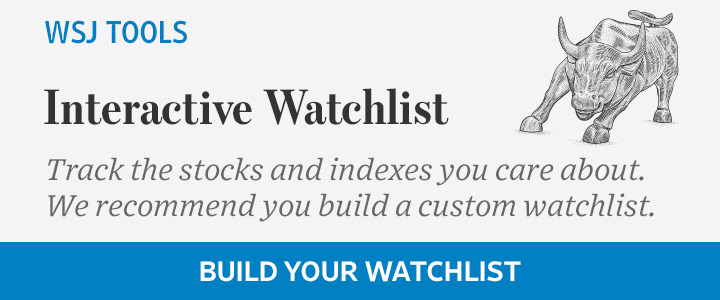 WSJ TOOLS
Interactive Watchlist
Track the stocks and indexes you care about.
We recommend you build a custom watchlist.
BUILD YOUR WATCHLIST